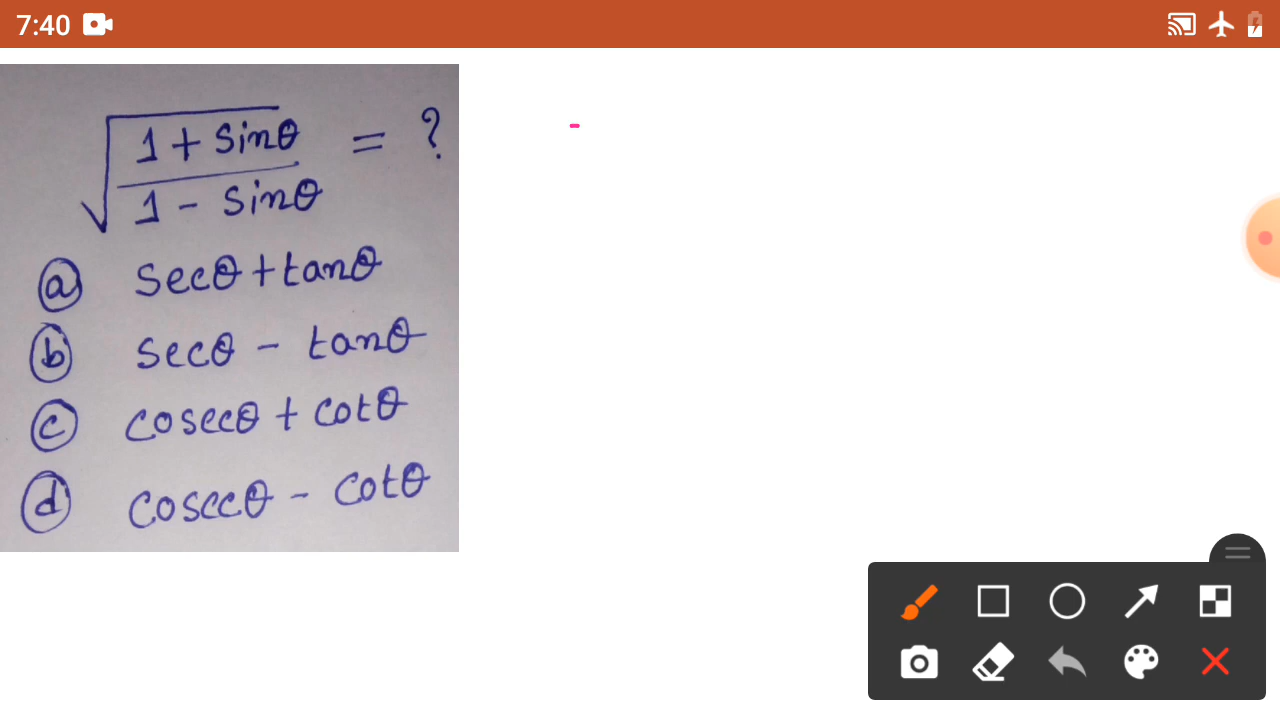 7:40
√(1 + sinθ / 1 - sinθ) = ?
ⓐ secθ + tanθ
ⓑ secθ - tanθ
ⓒ cosecθ + cotθ
ⓓ cosecθ - cotθ